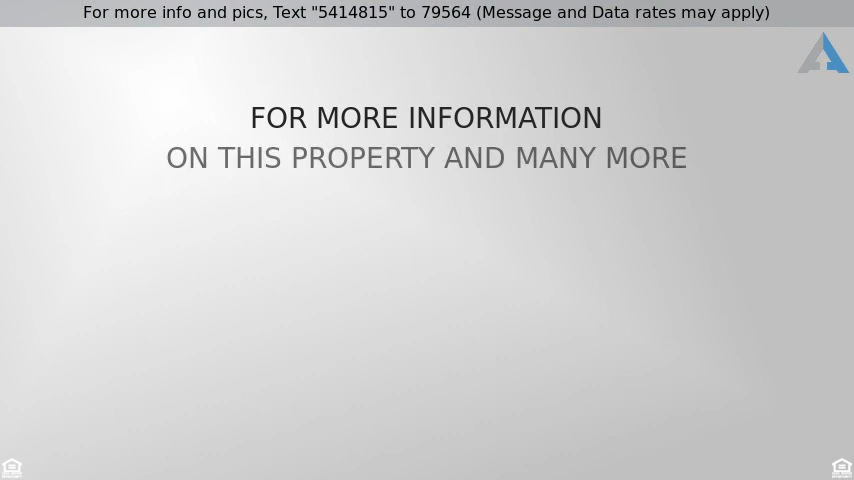 For more info and pics, Text "5414815" to 79564 (Message and Data rates may apply)
FOR MORE INFORMATION
ON THIS PROPERTY AND MANY MORE